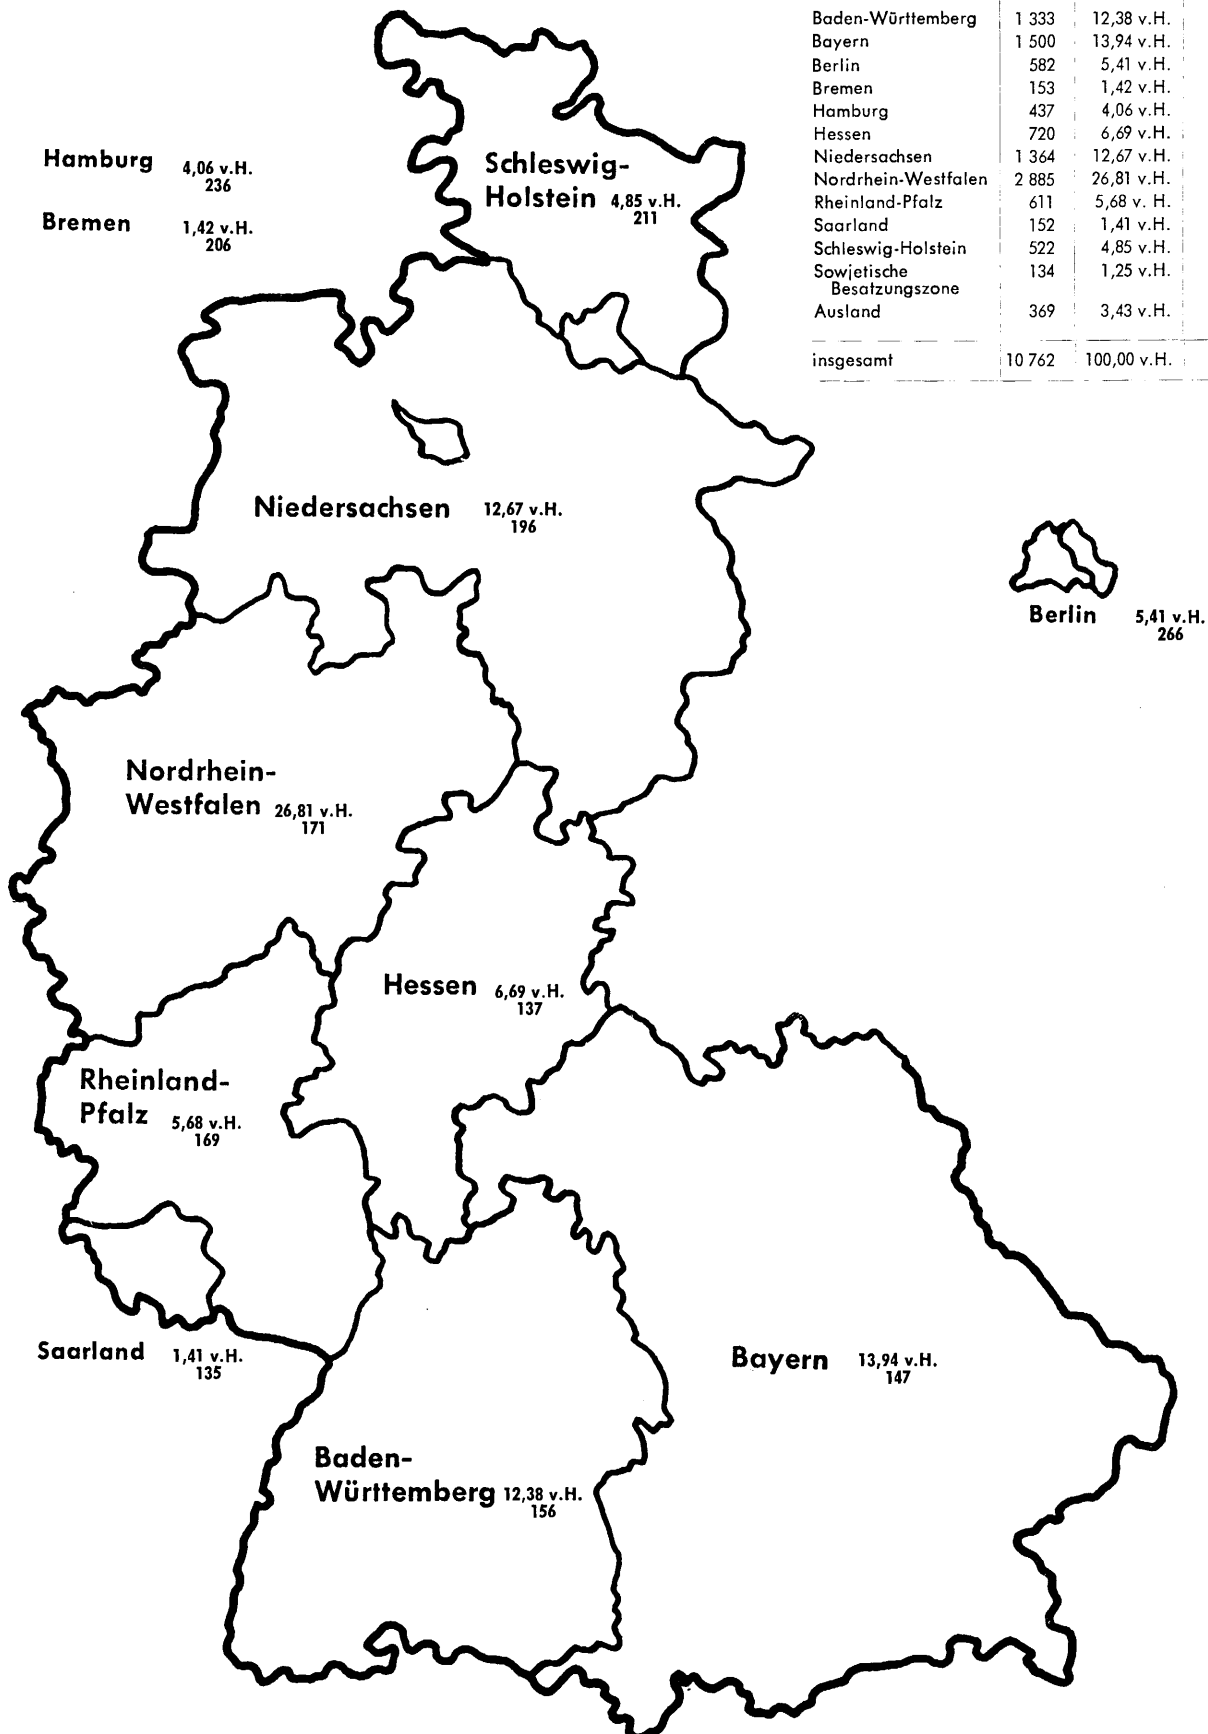 Baden-Württemberg 1 333 12,38 v.H.
Bayern 1 500 13,94 v.H.
Berlin 582 5,41 v.H.
Bremen 153 1,42 v.H.
Hamburg 437 4,06 v.H.
Hessen 720 6,69 v.H.
Niedersachsen 1 364 12,67 v.H.
Nordrhein-Westfalen 2 885 26,81 v.H.
Rheinland-Pfalz 611 5,68 v. H.
Saarland 152 1,41 v.H.
Schleswig-Holstein 522 4,85 v.H.
Sowjetische 134 1,25 v.H.
Besatzungszone
Ausland 369 3,43 v.H.
insgesamt 10 762 100,00 v.H.
Hamburg 4,06 v.H.
236
Bremen 1,42 v.H.
206
Schleswig-
Holstein 4,85 v.H.
211
Niedersachsen 12,67 v.H.
196
Berlin 5,41 v.H.
266
Nordrhein-
Westfalen 26,81 v.H.
171
Hessen 6,69 v.H.
137
Rheinland-
Pfalz 5,68 v.H.
169
Saarland 1,41 v.H.
135
Bayern 13,94 v.H.
147
Baden-
Württemberg 12,38 v.H.
156